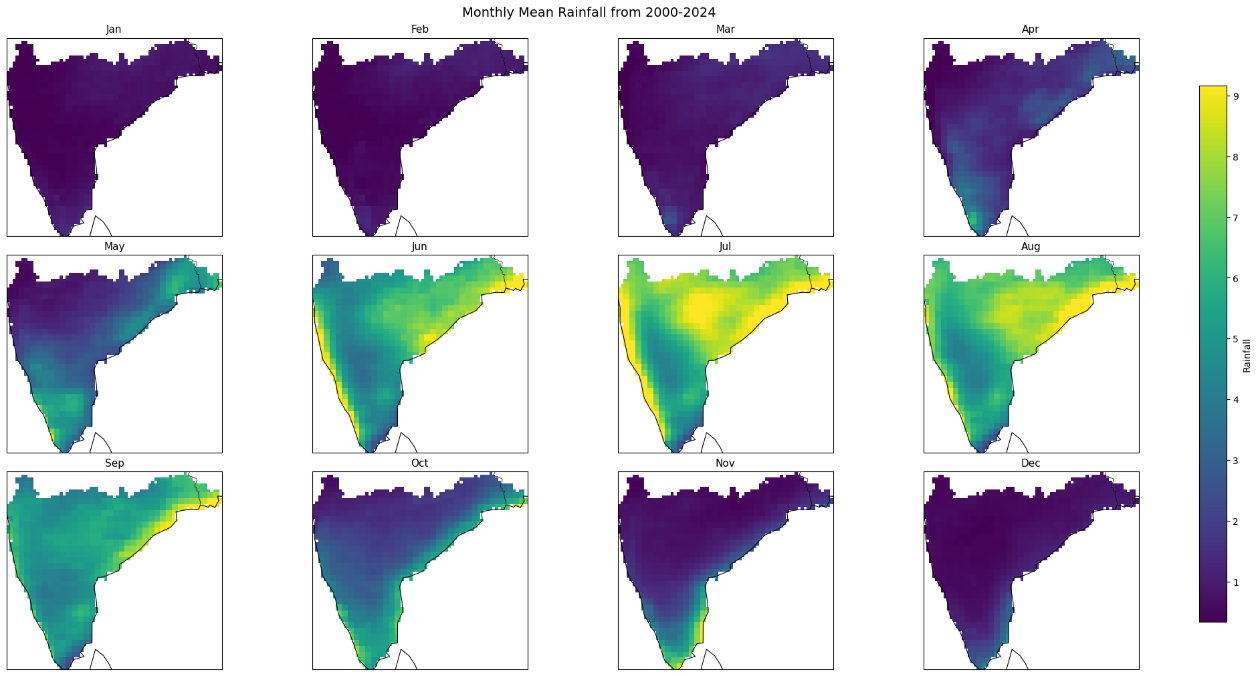 Monthly Mean Rainfall from 2000-2024
Jan
Feb
Mar
Apr
May
Jun
Jul
Aug
Sep
Oct
Nov
Dec
9
8
7
6
5
4
3
2
1
Rainfall